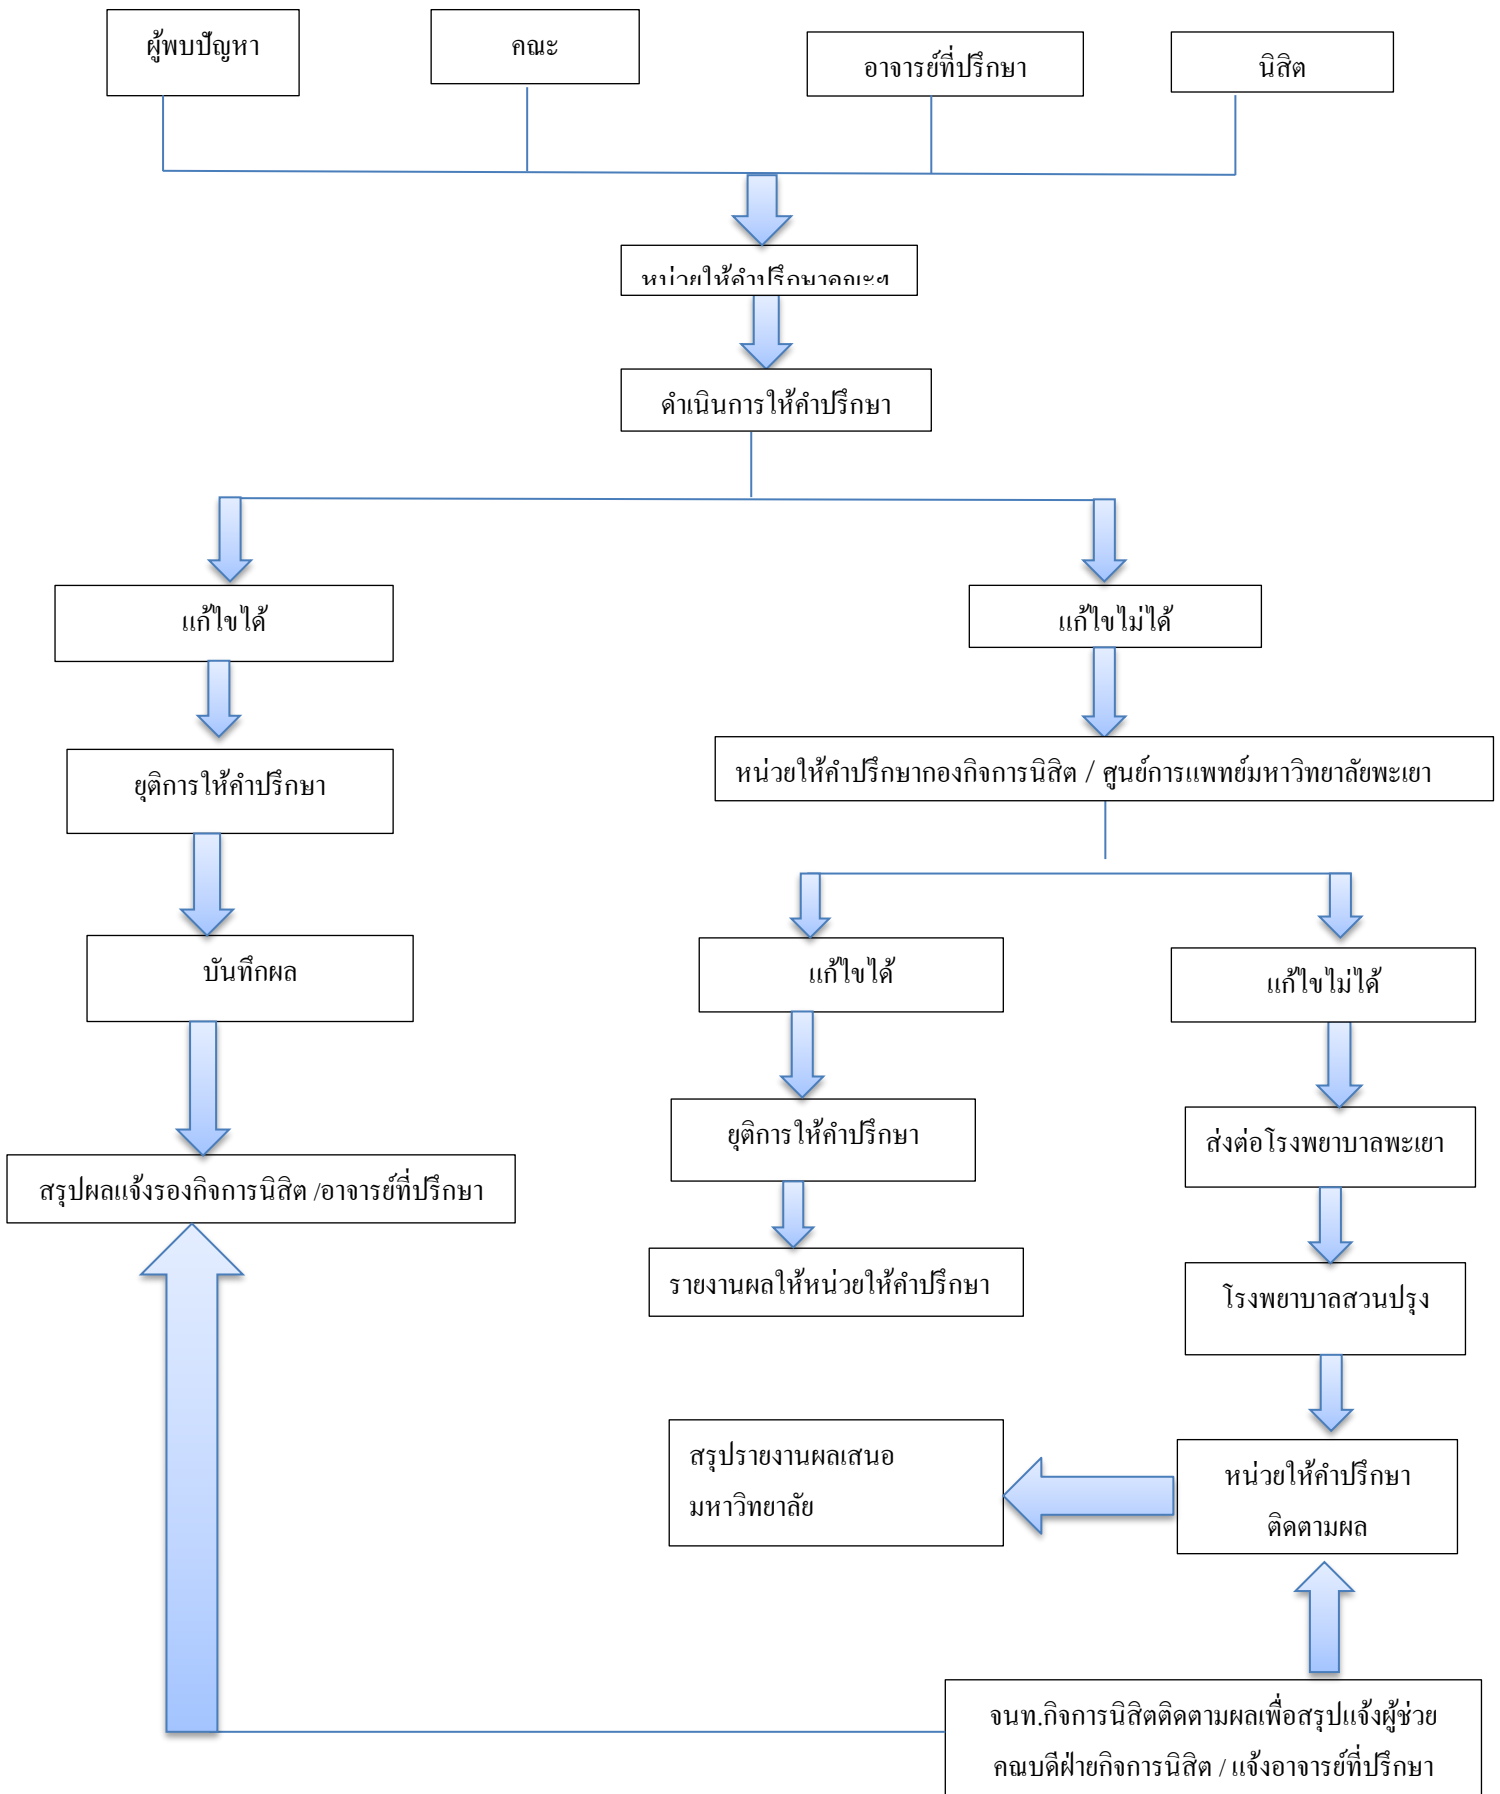 ผู้พบปัญหา
คณะ
อาจารย์ที่ปรึกษา
นิสิต
หน่วยให้คำปรึกษาคณะฯ
ดำเนินการให้คำปรึกษา
แก้ไขได้
แก้ไขไม่ได้
ยุติการให้คำปรึกษา
หน่วยให้คำปรึกษากองกิจการนิสิต / ศูนย์การแพทย์มหาวิทยาลัยพะเยา
บันทึกผล
แก้ไขได้
แก้ไขไม่ได้
ยุติการให้คำปรึกษา
ส่งต่อโรงพยาบาลพะเยา
สรุปผลแจ้งรองกิจการนิสิต /อาจารย์ที่ปรึกษา
รายงานผลให้หน่วยให้คำปรึกษา
โรงพยาบาลสวนปรุง
สรุปรายงานผลเสนอ
มหาวิทยาลัย
หน่วยให้คำปรึกษา
ติดตามผล
จนท.กิจการนิสิตติดตามผลเพื่อสรุปแจ้งผู้ช่วย
คณบดีฝ่ายกิจการนิสิต / แจ้งอาจารย์ที่ปรึกษา